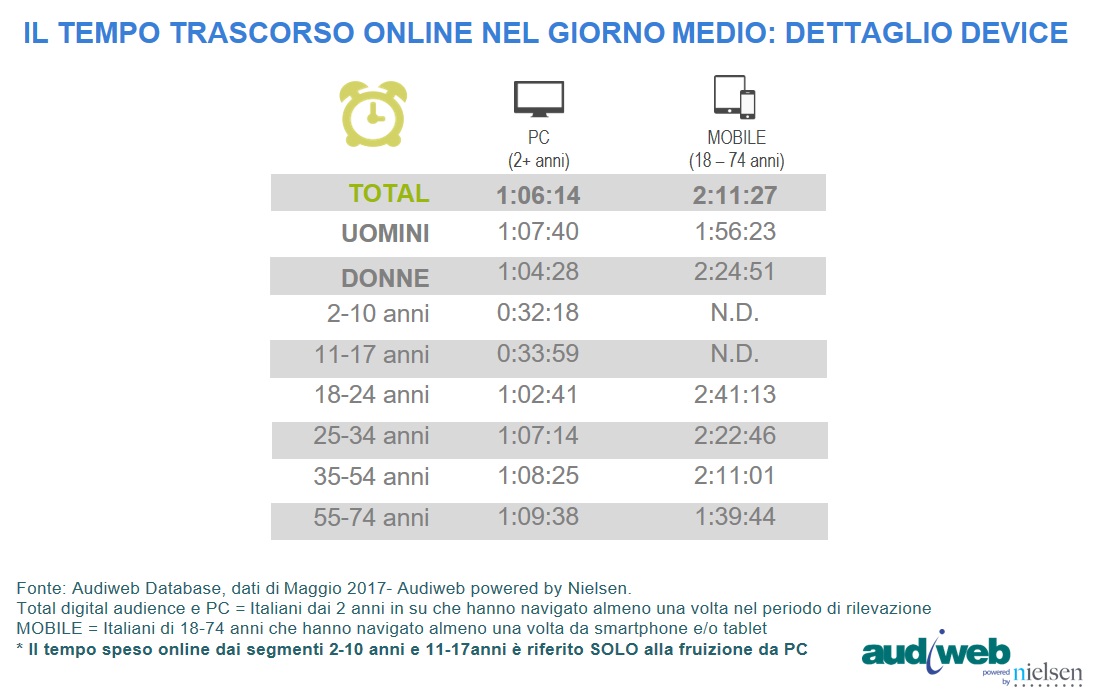 IL TEMPO TRASCORSO ONLINE NEL GIORNO MEDIO: DETTAGLIO DEVICE
PC MOBILE
(2+ anni) (18 – 74 anni)
TOTAL 1:06:14 2:11:27
UOMINI 1:07:40 1:56:23
DONNE 1:04:28 2:24:51
2-10 anni 0:32:18 N.D.
11-17 anni 0:33:59 N.D.
18-24 anni 1:02:41 2:41:13
25-34 anni 1:07:14 2:22:46
35-54 anni 1:08:25 2:11:01
55-74 anni 1:09:38 1:39:44
Fonte: Audiweb Database, dati di Maggio 2017- Audiweb powered by Nielsen.
Total digital audience e PC = Italiani dai 2 anni in su che hanno navigato almeno una volta nel periodo di rilevazione
MOBILE = Italiani di 18-74 anni che hanno navigato almeno una volta da smartphone e/o tablet
* Il tempo speso online dai segmenti 2-10 anni e 11-17anni è riferito SOLO alla fruizione da PC
audiweb
powered by nielsen